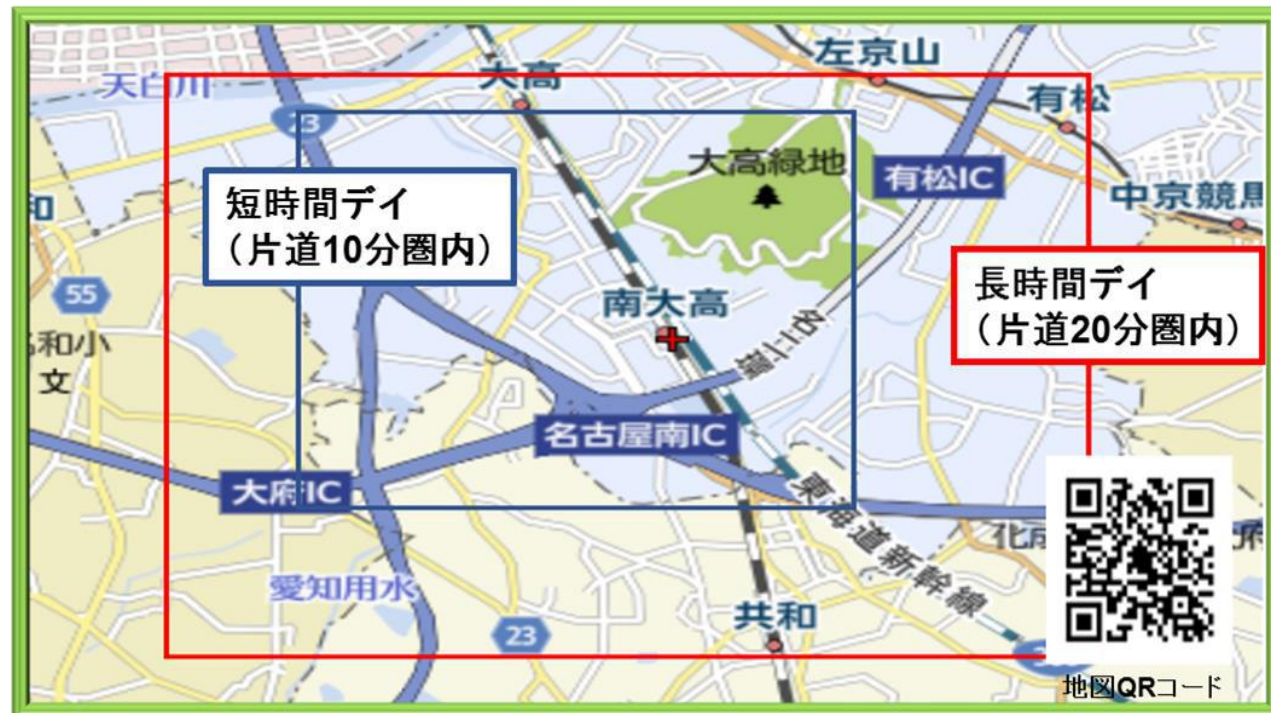 左京山
大高
天白川
有松
23
大高緑地
有松IC
短時間デイ
（片道10分圏内）
中京競馬
和
長時間デイ
（片道20分圏内）
55
南大高
名二環
和小
文
名古屋南IC
大府IC
東海道新幹線
愛知用水
共和
23
地図QRコード